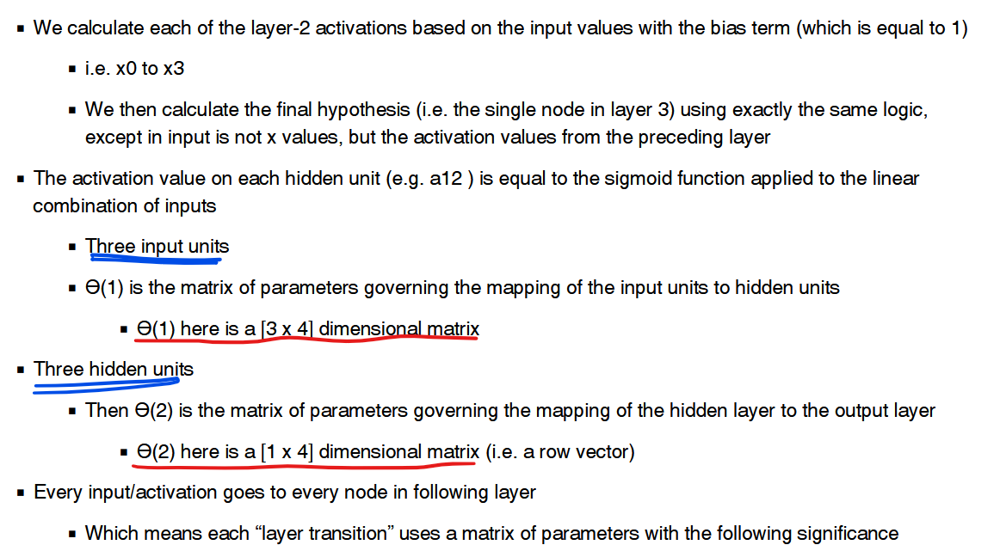 ▪ We calculate each of the layer-2 activations based on the input values with the bias term (which is equal to 1)
▪ i.e. x0 to x3
▪ We then calculate the final hypothesis (i.e. the single node in layer 3) using exactly the same logic,
except in input is not x values, but the activation values from the preceding layer
▪ The activation value on each hidden unit (e.g. a12 ) is equal to the sigmoid function applied to the linear
combination of inputs
▪ Three input units
▪ Ɵ(1) is the matrix of parameters governing the mapping of the input units to hidden units
▪ Ɵ(1) here is a [3 x 4] dimensional matrix
▪ Three hidden units
▪ Then Ɵ(2) is the matrix of parameters governing the mapping of the hidden layer to the output layer
▪ Ɵ(2) here is a [1 x 4] dimensional matrix (i.e. a row vector)
▪ Every input/activation goes to every node in following layer
▪ Which means each “layer transition” uses a matrix of parameters with the following significance